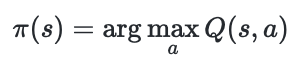 π(s) = arg max Q(s, a)
a